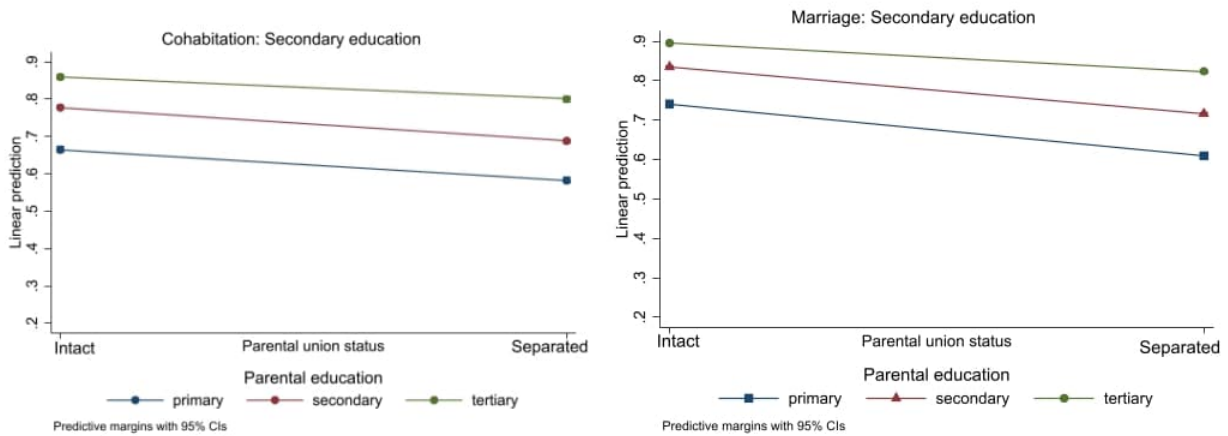 Cohabitation: Secondary education
Linear prediction
.9
.8
.7
.6
.5
.4
.3
.2
Intact
Parental union status
Separated
Parental education
primary
secondary
tertiary
Predictive margins with 95% CIs
Marriage: Secondary education
Linear prediction
.9
.8
.7
.6
.5
.4
.3
.2
Intact
Parental union status
Separated
Parental education
primary
secondary
tertiary
Predictive margins with 95% CIs